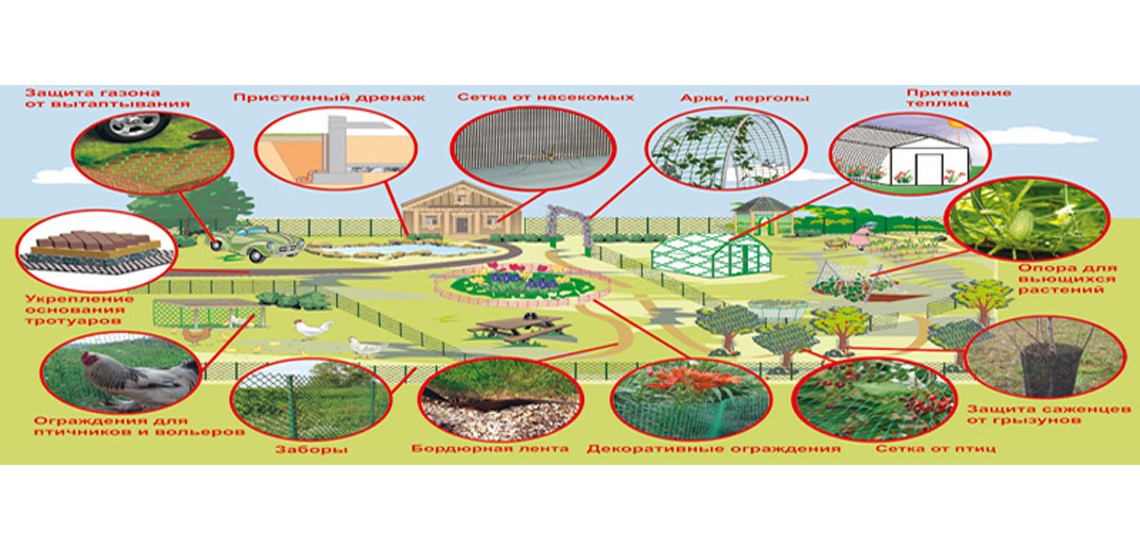 Защита газона
от вытаптывания
Пристенный дренаж
Сетка от насекомых
Арки, перголы
Притенение
теплиц
Опора для
вьющихся
растений
Укрепление
основания
тротуаров
Ограждения для
птичников и вольеров
Заборы
Бордюрная лента
Декоративные ограждения
Сетка от птиц
Защита саженцев
от грызунов